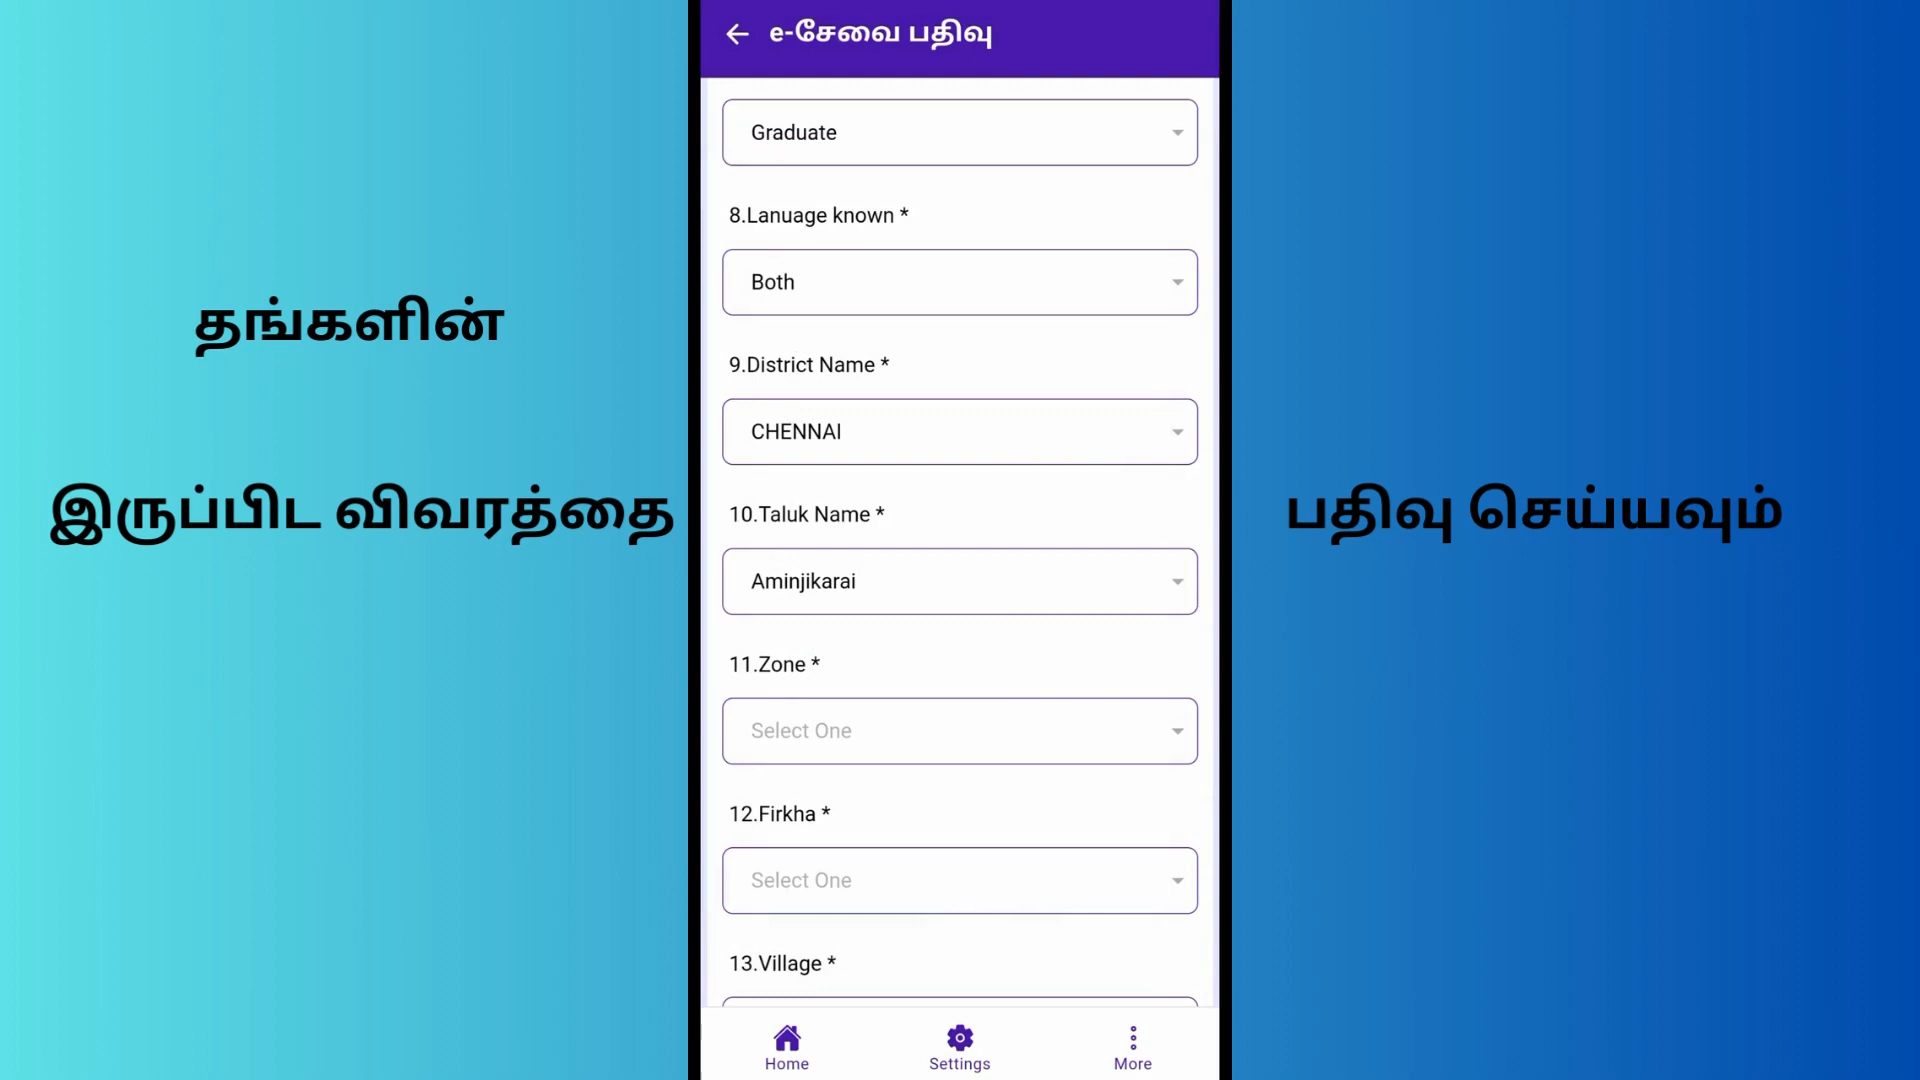 e-சேவை பதிவு
Graduate
8.Lanuage known *
Both
9.District Name *
CHENNAI
10.Taluk Name *
Aminjikarai
11.Zone *
Select One
12.Firkha *
Select One
13.Village *
Home
Settings
More
தங்களின்
இருப்பிட விவரத்தை
பதிவு செய்யவும்